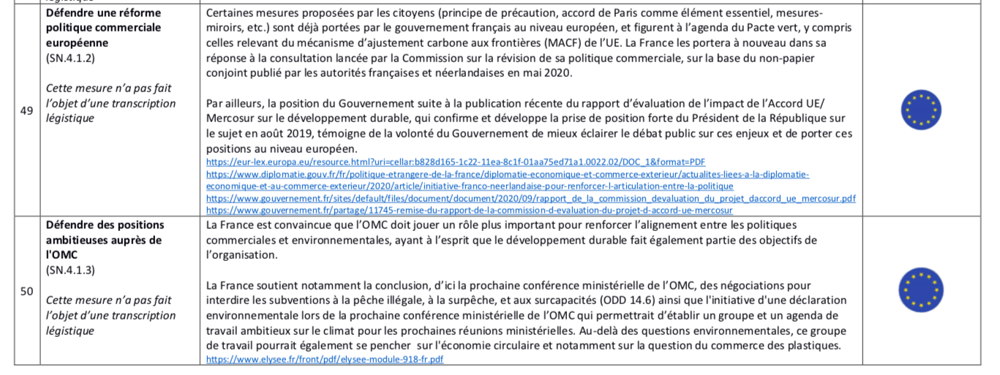 légistique
49
Défendre une réforme
politique commerciale
européenne
(SN.4.1.2)
Cette mesure n’a pas fait
l’objet d’une transcription
légistique
Certaines mesures proposées par les citoyens (principe de précaution, accord de Paris comme élément essentiel, mesures-
miroirs, etc.) sont déjà portées par le gouvernement français au niveau européen, et figurent à l’agenda du Pacte vert, y compris
celles relevant du mécanisme d’ajustement carbone aux frontières (MACF) de l’UE. La France les portera à nouveau dans sa
réponse à la consultation lancée par la Commission sur la révision de sa politique commerciale, sur la base du non-papier
conjoint publié par les autorités françaises et néerlandaises en mai 2020.
Par ailleurs, la position du Gouvernement suite à la publication récente du rapport d’évaluation de l’impact de l’Accord UE/
Mercosur sur le développement durable, qui confirme et développe la prise de position forte du Président de la République sur
le sujet en août 2019, témoigne de la volonté du Gouvernement de mieux éclairer le débat public sur ces enjeux et de porter ces
positions au niveau européen.
https://eur-lex.europa.eu/resource.html?uri=cellar:b828d165-1c22-11ea-8c1f-01aa75ed71a1.0022.02/DOC_1&format=PDF
https://www.diplomatie.gouv.fr/fr/politique-etrangere-de-la-france/diplomatie-economique-et-commerce-exterieur/actualites-liees-a-la-diplomatie-
economique-et-au-commerce-exterieur/2020/article/initiative-franco-neerlandaise-pour-renforcer-l-articulation-entre-la-politique
https://www.gouvernement.fr/sites/default/files/document/document/2020/09/rapport_de_la_commission_devaluation_du_projet_daccord_ue_mercosur.pdf
https://www.gouvernement.fr/partage/11745-remise-du-rapport-de-la-commission-d-evaluation-du-projet-d-accord-ue-mercosur
50
Défendre des positions
ambitieuses auprès de
l'OMC
(SN.4.1.3)
Cette mesure n’a pas fait
l’objet d’une transcription
légistique
La France est convaincue que l’OMC doit jouer un rôle plus important pour renforcer l’alignement entre les politiques
commerciales et environnementales, ayant à l’esprit que le développement durable fait également partie des objectifs de
l’organisation.
La France soutient notamment la conclusion, d’ici la prochaine conférence ministérielle de l’OMC, des négociations pour
interdire les subventions à la pêche illégale, à la surpêche, et aux surcapacités (ODD 14.6) ainsi que l'initiative d'une déclaration
environnementale lors de la prochaine conférence ministérielle de l’OMC qui permettrait d’établir un groupe et un agenda de
travail ambitieux sur le climat pour les prochaines réunions ministérielles. Au-delà des questions environnementales, ce groupe
de travail pourrait également se pencher sur l'économie circulaire et notamment sur la question du commerce des plastiques.
https://www.elysee.fr/front/pdf/elysee-module-918-fr.pdf